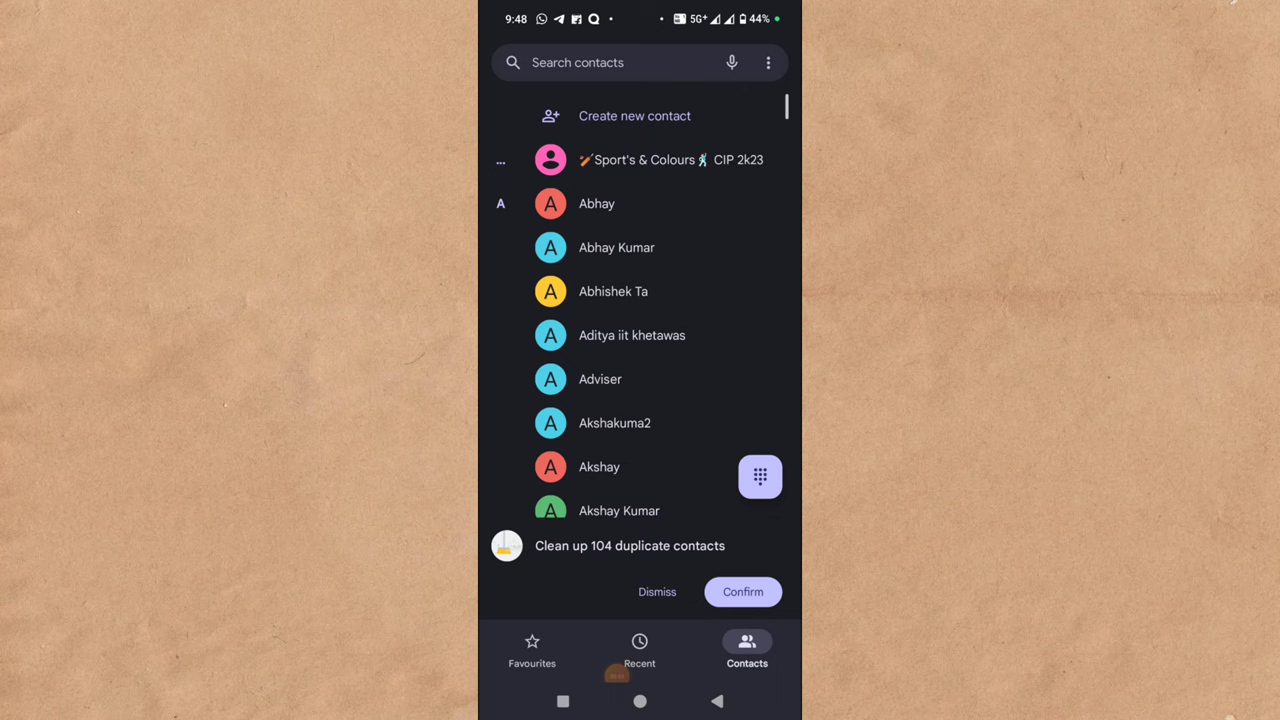 9:48 5G+ 44%
Search contacts
Create new contact
...
🏏Sport's & Colours🕺 CIP 2k23
A
A Abhay
A Abhay Kumar
A Abhishek Ta
A Aditya iit khetawas
A Adviser
A Akshakuma2
A Akshay
A Akshay Kumar
Clean up 104 duplicate contacts
Dismiss Confirm
Favourites Recent Contacts